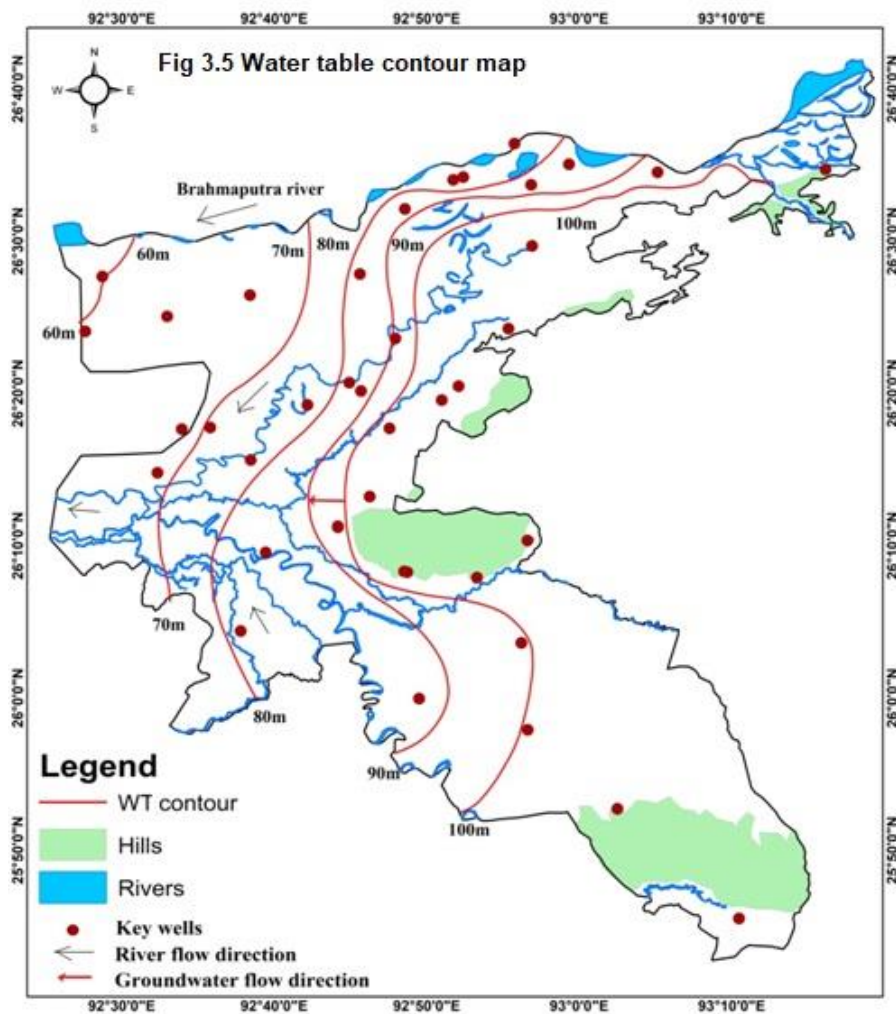 92°30'0"E 92°40'0"E 92°50'0"E 93°0'0"E 93°10'0"E
Fig 3.5 Water table contour map
N
W E
S
26°40'0"N 26°40'0"N
Brahmaputra river
26°30'0"N 26°30'0"N
60m 70m 80m 90m 100m
60m
26°20'0"N 26°20'0"N
26°10'0"N 26°10'0"N
70m
26°0'0"N 26°0'0"N
80m
90m
100m
25°50'0"N 25°50'0"N
Legend
WT contour
Hills
Rivers
Key wells
River flow direction
Groundwater flow direction
92°30'0"E 92°40'0"E 92°50'0"E 93°0'0"E 93°10'0"E